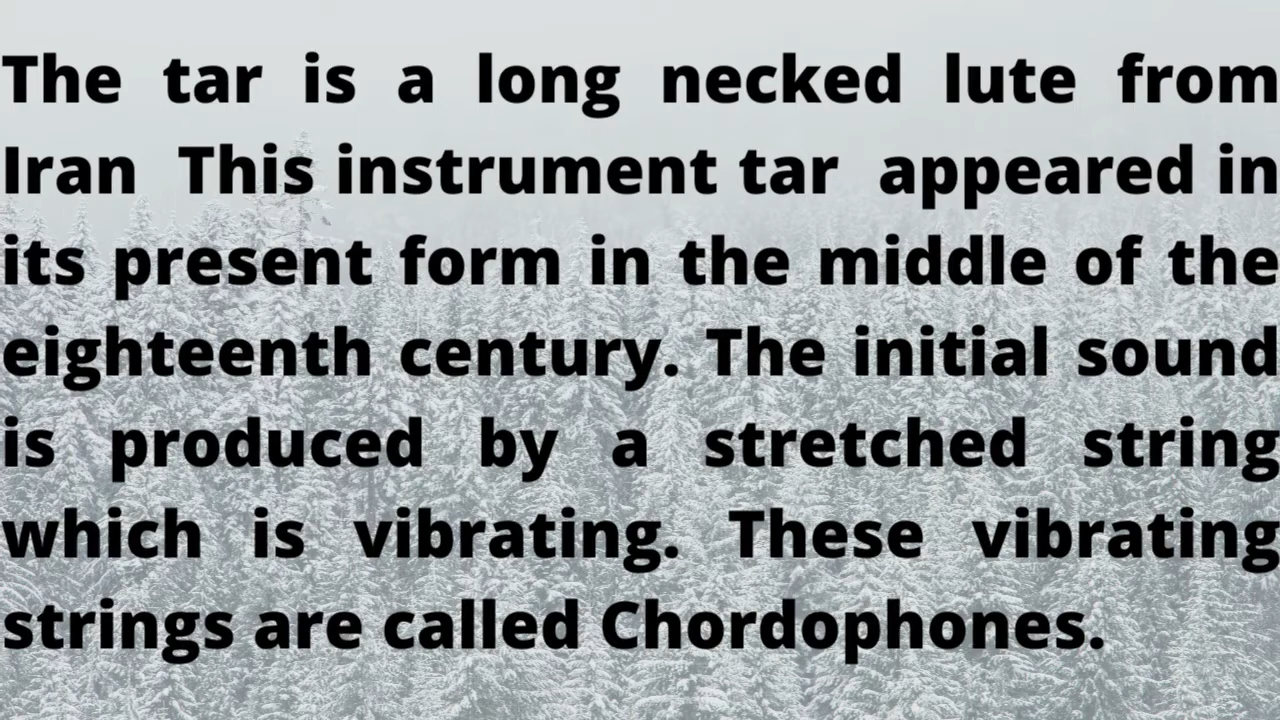 The tar is a long necked lute from
Iran This instrument tar appeared in
its present form in the middle of the
eighteenth century. The initial sound
is produced by a stretched string
which is vibrating. These vibrating
strings are called Chordophones.